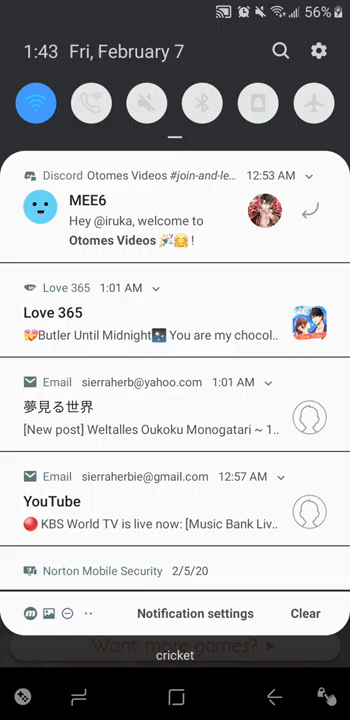 56%
1:43 Fri, February 7
Discord Otomes Videos #join-and-le… 12:53 AM
MEE6
Hey @iruka, welcome to
Otomes Videos 🎉🤗!
Love 365 1:01 AM
Love 365
💝Butler Until Midnight🌃 You are my chocol..
Email sierraherb@yahoo.com 1:01 AM
夢見る世界
[New post] Weltalles Oukoku Monogatari ~ 1..
Email sierraherbie@gmail.com 12:57 AM
YouTube
🔴 KBS World TV is live now: [Music Bank Liv..
Norton Mobile Security 2/5/20
Notification settings Clear
Want more games?
cricket